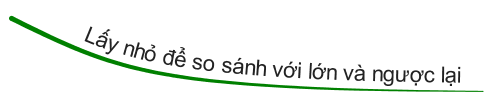 Lấy nhỏ để so sánh với lớn và ngược lại